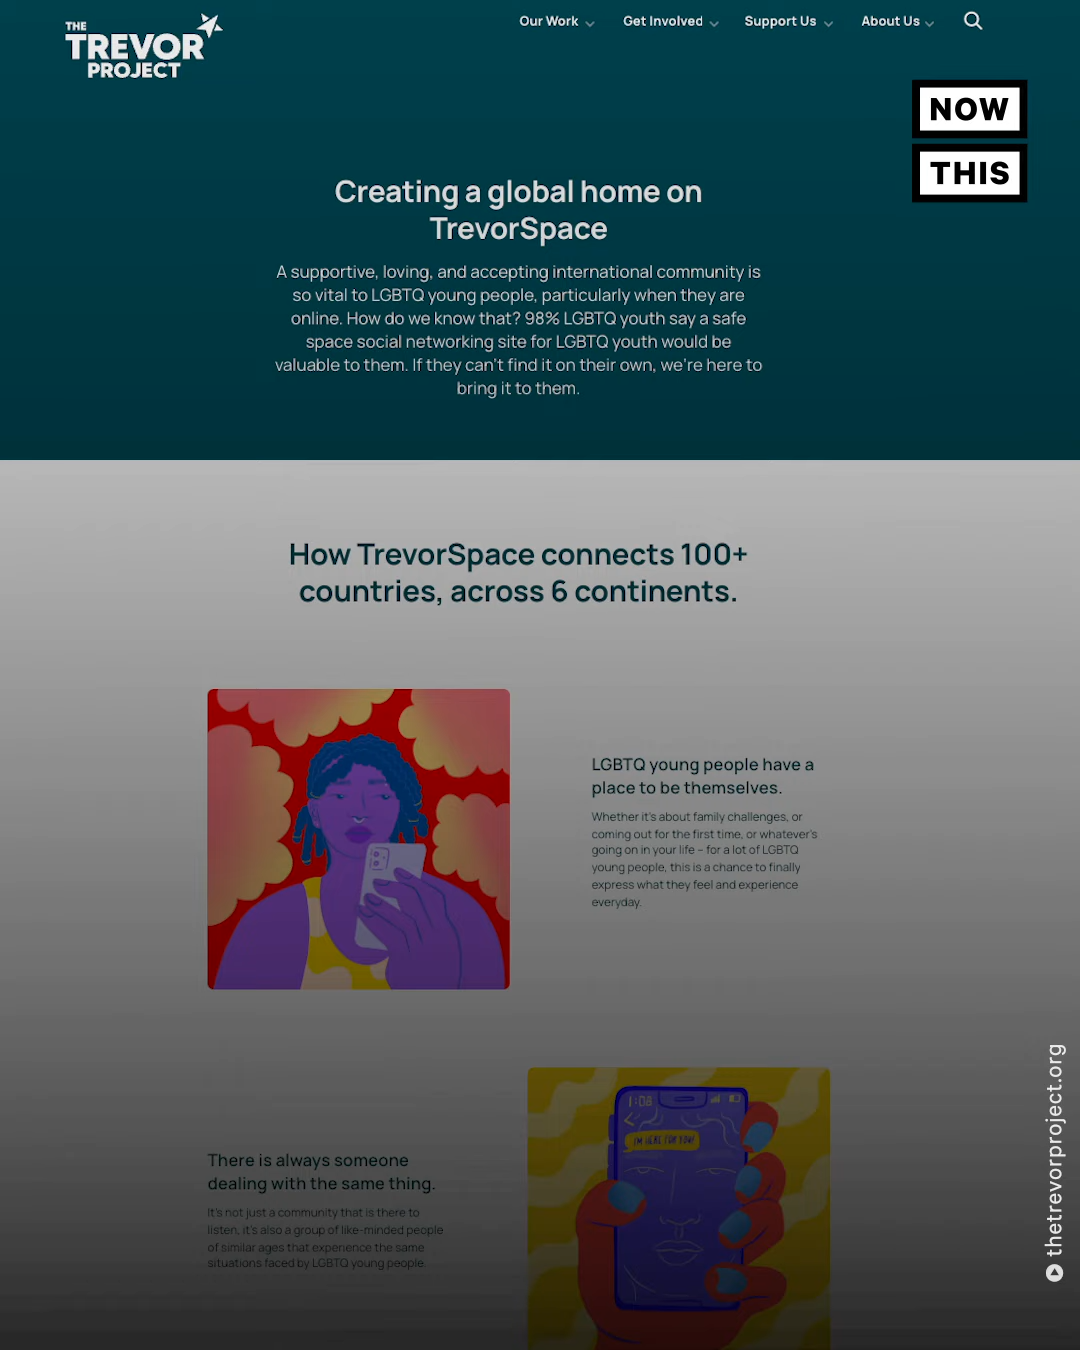 THE
TREVOR
PROJECT
Our Work
Get Involved
Support Us
About Us
NOW
THIS
Creating a global home on
TrevorSpace
A supportive, loving, and accepting international community is
so vital to LGBTQ young people, particularly when they are
online. How do we know that? 98% LGBTQ youth say a safe
space social networking site for LGBTQ youth would be
valuable to them. If they can't find it on their own, we're here to
bring it to them.
How TrevorSpace connects 100+
countries, across 6 continents.
LGBTQ young people have a
place to be themselves.
Whether it's about family challenges, or
coming out for the first time, or whatever's
going on in your life – for a lot of LGBTQ
young people, this is a chance to finally
express what they feel and experience
everyday.
There is always someone
dealing with the same thing.
It's not just a community that is there to
listen, it's also a group of like-minded people
of similar ages that experience the same
situations faced by LGBTQ young people.
1:08
I'M HERE FOR YOU!
thetrevorproject.org